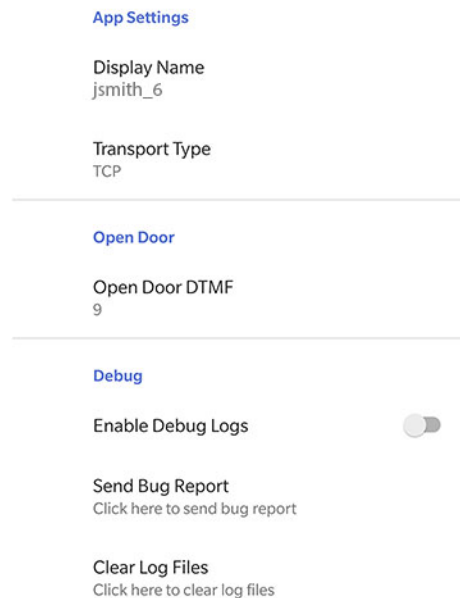 App Settings
Display Name
jsmith_6
Transport Type
TCP
Open Door
Open Door DTMF
9
Debug
Enable Debug Logs
Send Bug Report
Click here to send bug report
Clear Log Files
Click here to clear log files